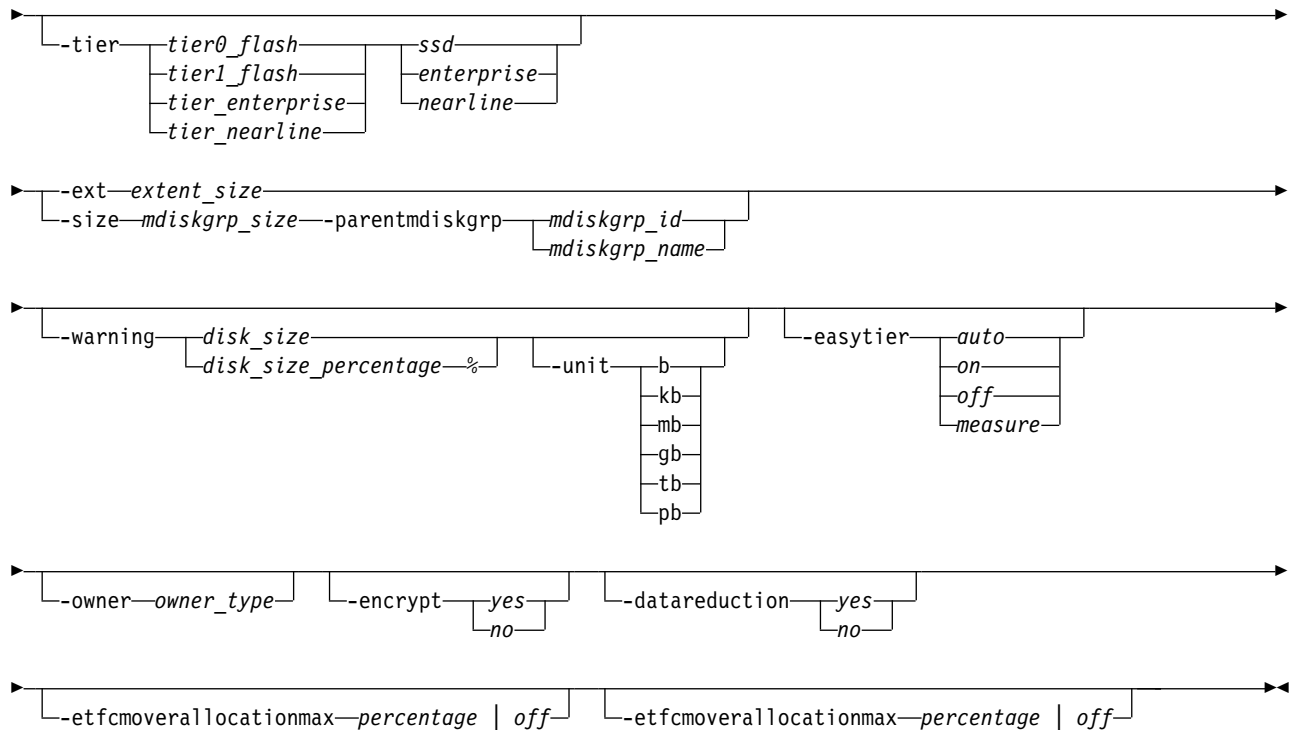 -tier tier0_flash ssd
tier1_flash enterprise
tier_enterprise nearline
tier_nearline
-ext extent_size
-size mdiskgrp_size -parentmdiskgrp mdiskgrp_id
mdiskgrp_name
-warning disk_size -easytier auto
disk_size_percentage % -unit b on
kb off
mb measure
gb
tb
pb
-owner owner_type -encrypt yes -datareduction yes
no no
-etfcmoverallocationmax percentage | off -etfcmoverallocationmax percentage | off